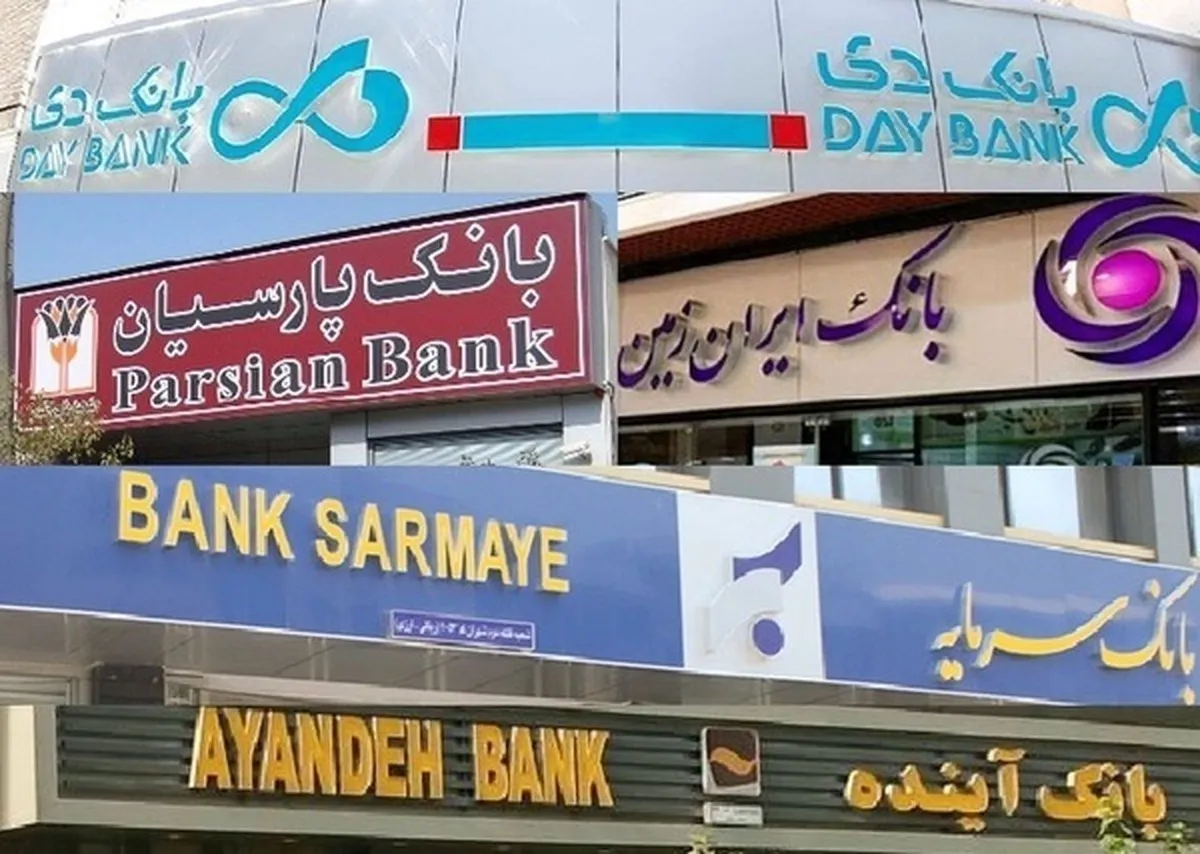 بانک دی
DAY BANK
بانک دی
DAY BANK
بانک پارسیان
Parsian Bank
بانک ایران زمین
BANK SARMAYE
بانک سرمایه
AYANDEH BANK
بانک آینده